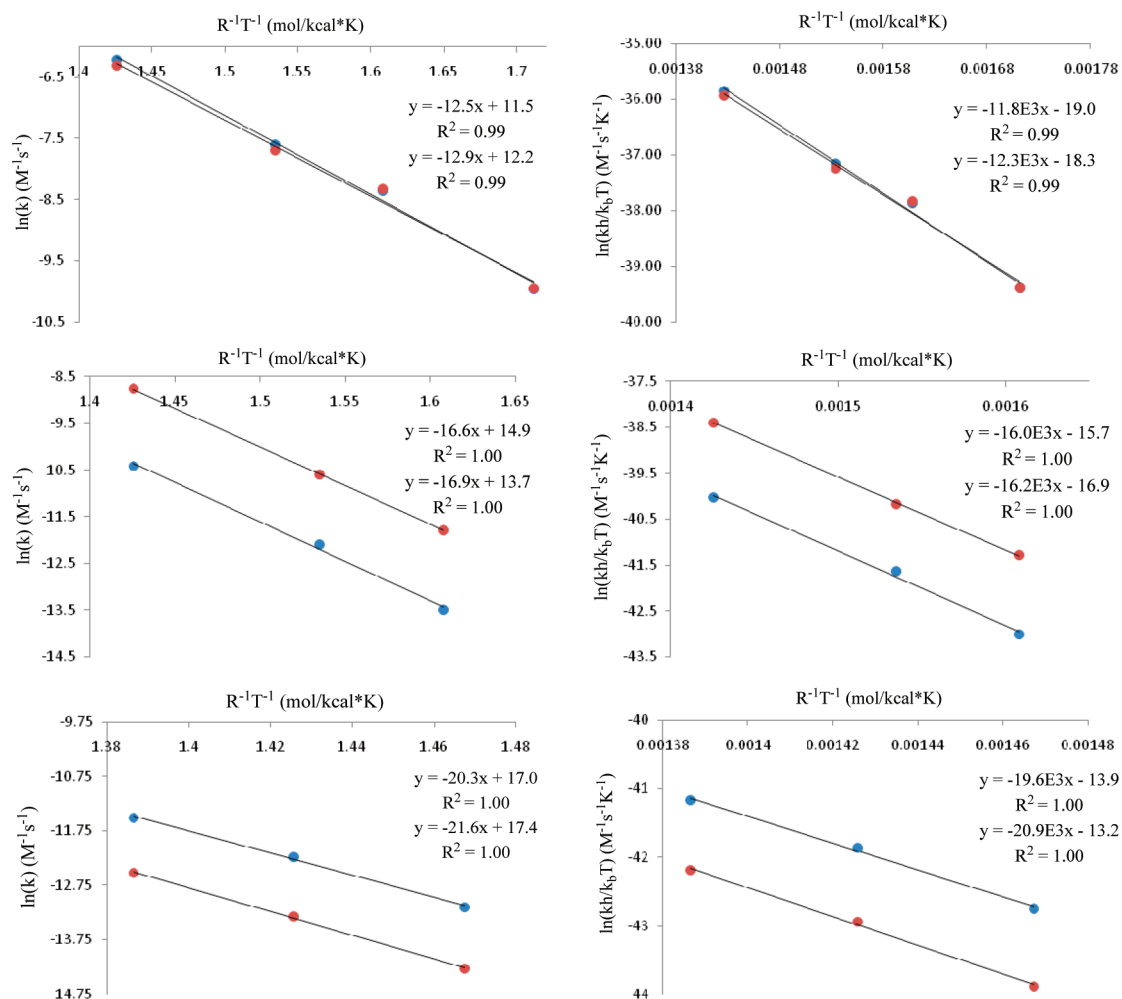 R⁻¹T⁻¹ (mol/kcal*K)
1.4 1.45 1.5 1.55 1.6 1.65 1.7
-6.5
-7.5
-8.5
-9.5
-10.5
ln(k) (M⁻¹s⁻¹)
y = -12.5x + 11.5
R² = 0.99
y = -12.9x + 12.2
R² = 0.99
R⁻¹T⁻¹ (mol/kcal*K)
-35.00
0.00138 0.00148 0.00158 0.00168 0.00178
-36.00
-37.00
-38.00
-39.00
-40.00
ln(kh/k_bT) (M⁻¹s⁻¹K⁻¹)
y = -11.8E3x - 19.0
R² = 0.99
y = -12.3E3x - 18.3
R² = 0.99
R⁻¹T⁻¹ (mol/kcal*K)
-8.5
1.4 1.45 1.5 1.55 1.6 1.65
-9.5
-10.5
-11.5
-12.5
-13.5
-14.5
ln(k) (M⁻¹s⁻¹)
y = -16.6x + 14.9
R² = 1.00
y = -16.9x + 13.7
R² = 1.00
R⁻¹T⁻¹ (mol/kcal*K)
-37.5
0.0014 0.0015 0.0016
-38.5
-39.5
-40.5
-41.5
-42.5
-43.5
ln(kh/k_bT) (M⁻¹s⁻¹K⁻¹)
y = -16.0E3x - 15.7
R² = 1.00
y = -16.2E3x - 16.9
R² = 1.00
R⁻¹T⁻¹ (mol/kcal*K)
-9.75
1.38 1.4 1.42 1.44 1.46 1.48
-10.75
-11.75
-12.75
-13.75
-14.75
ln(k) (M⁻¹s⁻¹)
y = -20.3x + 17.0
R² = 1.00
y = -21.6x + 17.4
R² = 1.00
R⁻¹T⁻¹ (mol/kcal*K)
-40
0.00138 0.0014 0.00142 0.00144 0.00146 0.00148
-41
-42
-43
44
ln(kh/k_bT) (M⁻¹s⁻¹K⁻¹)
y = -19.6E3x - 13.9
R² = 1.00
y = -20.9E3x - 13.2
R² = 1.00